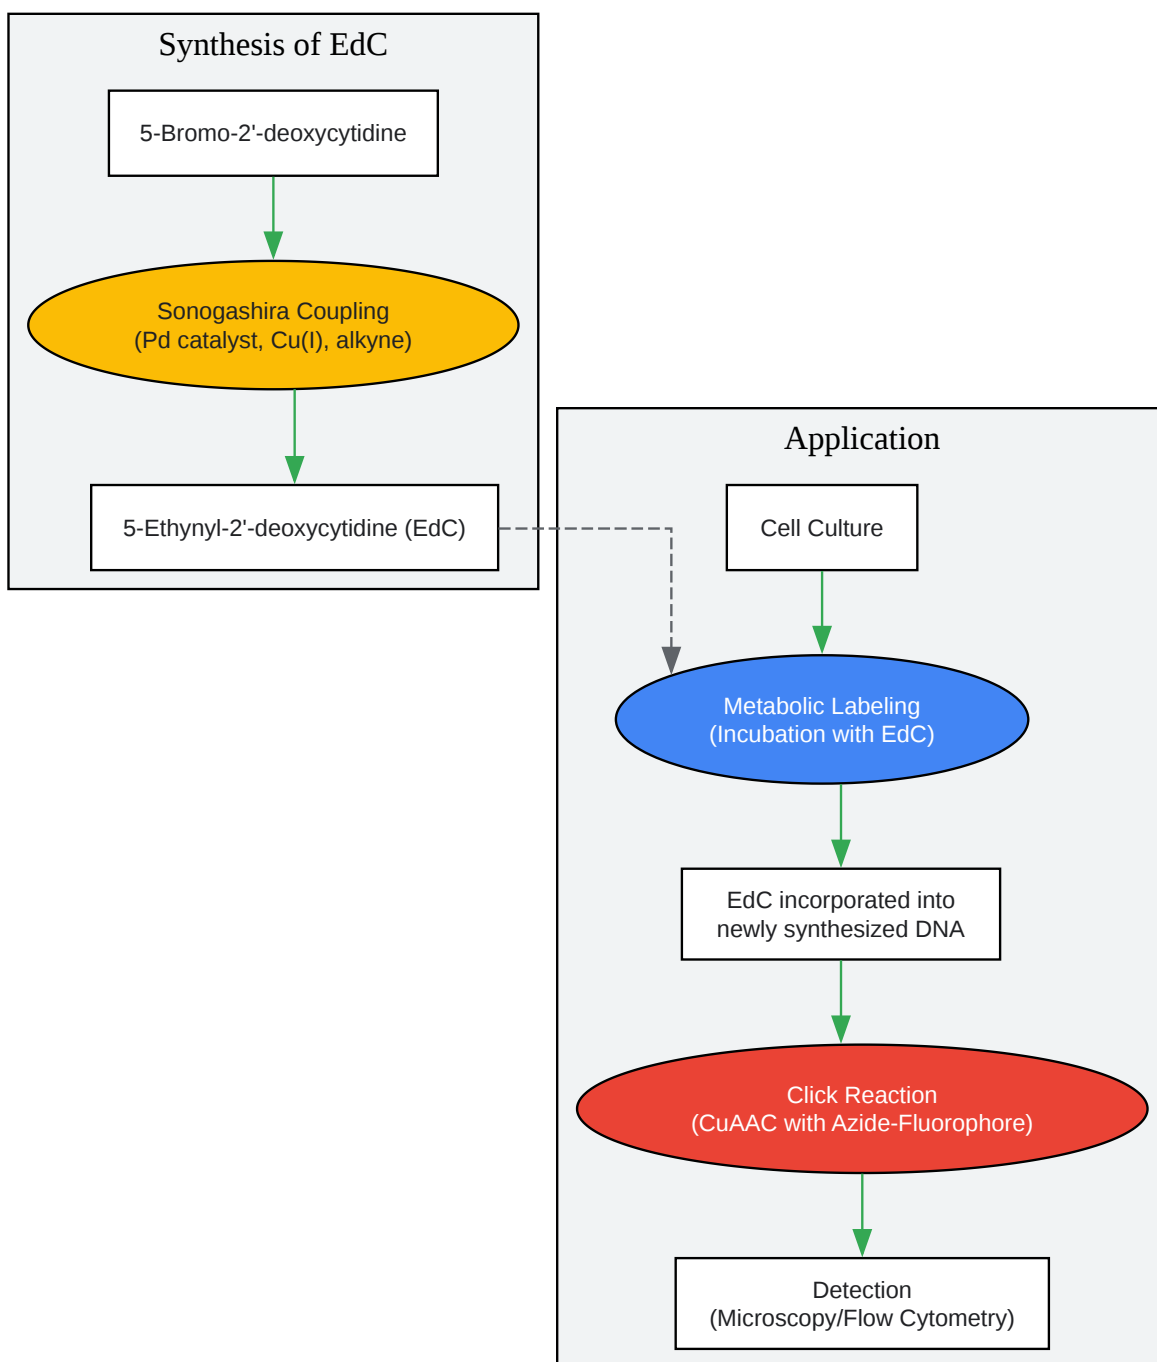 Synthesis of EdC
5-Bromo-2'-deoxycytidine
Sonogashira Coupling
(Pd catalyst, Cu(I), alkyne)
5-Ethynyl-2'-deoxycytidine (EdC)
Application
Cell Culture
Metabolic Labeling
(Incubation with EdC)
EdC incorporated into
newly synthesized DNA
Click Reaction
(CuAAC with Azide-Fluorophore)
Detection
(Microscopy/Flow Cytometry)